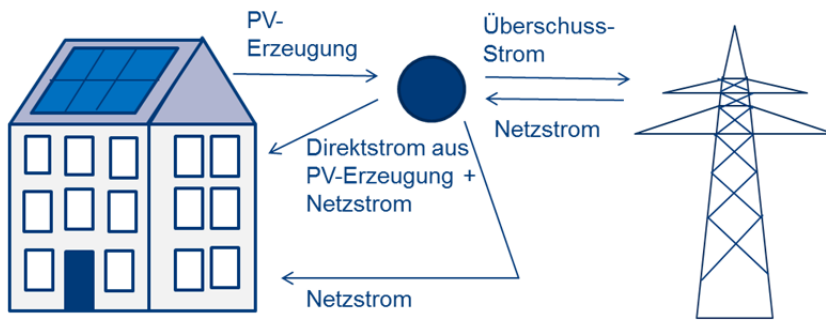 PV-
Erzeugung
Überschuss-
Strom
Netzstrom
Direktstrom aus
PV-Erzeugung +
Netzstrom
Netzstrom